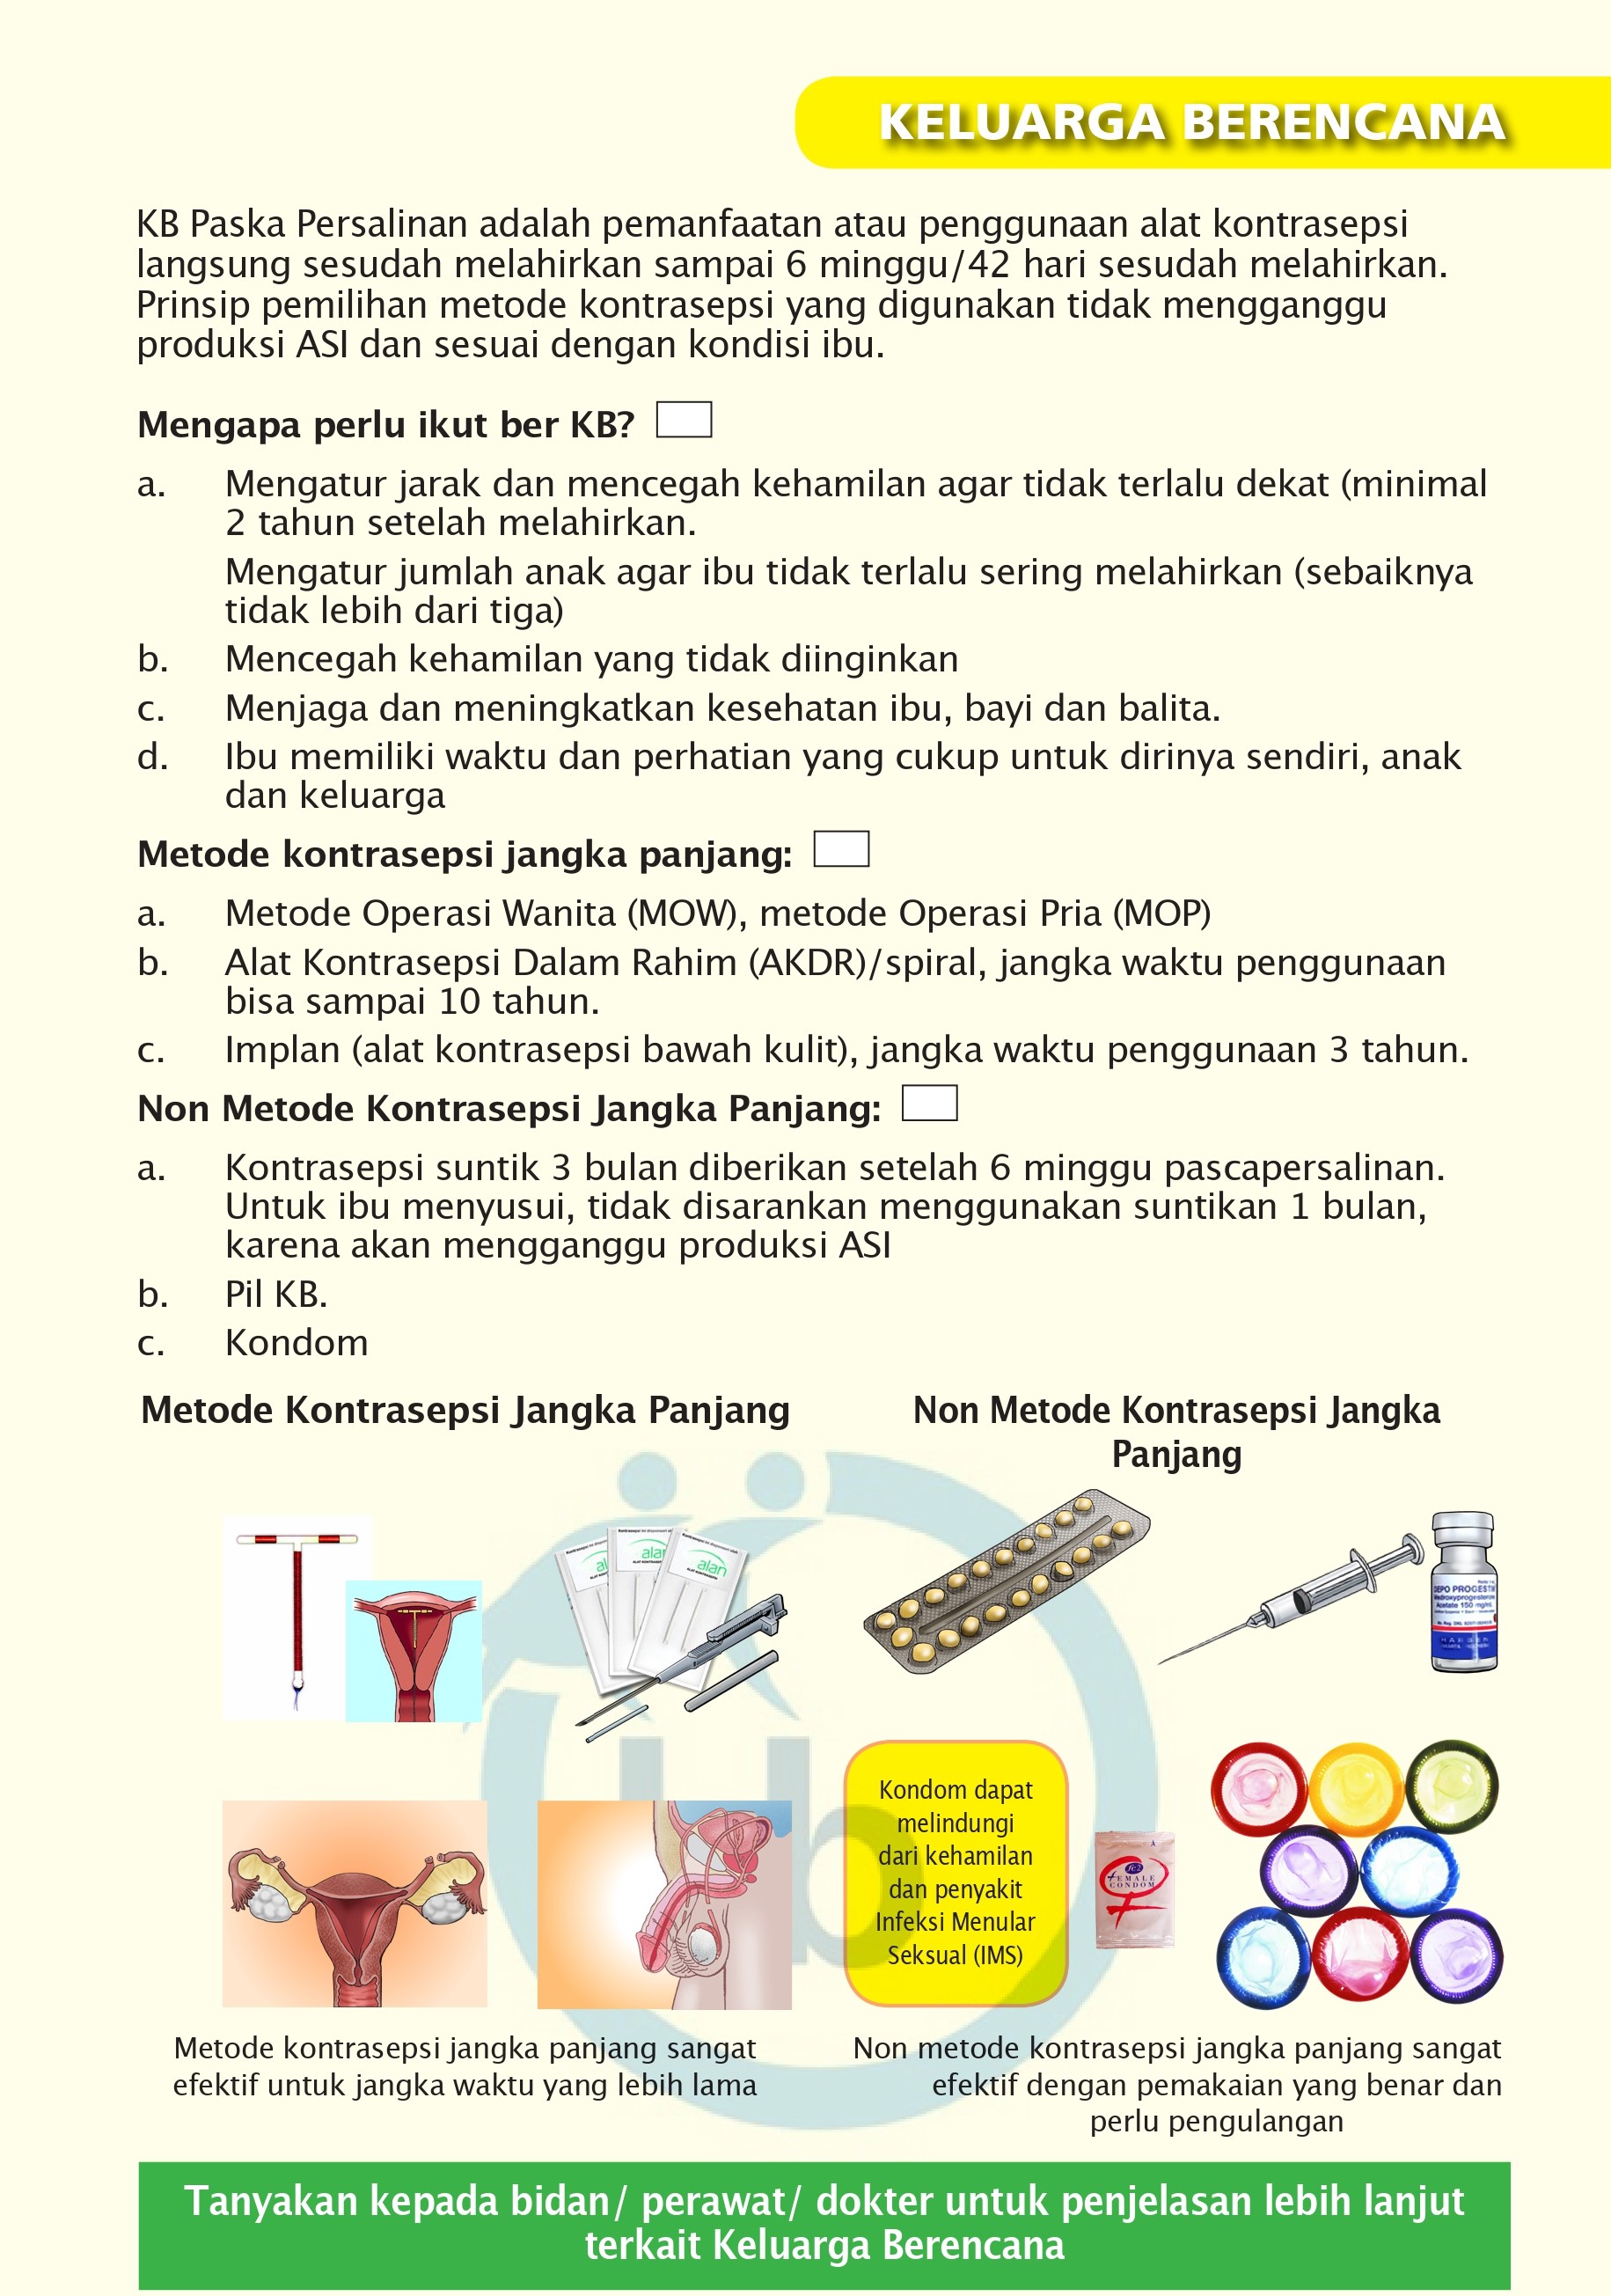 KELUARGA BERENCANA
KB Paska Persalinan adalah pemanfaatan atau penggunaan alat kontrasepsi
langsung sesudah melahirkan sampai 6 minggu/42 hari sesudah melahirkan.
Prinsip pemilihan metode kontrasepsi yang digunakan tidak mengganggu
produksi ASI dan sesuai dengan kondisi ibu.
Mengapa perlu ikut ber KB?
a. Mengatur jarak dan mencegah kehamilan agar tidak terlalu dekat (minimal
2 tahun setelah melahirkan.
Mengatur jumlah anak agar ibu tidak terlalu sering melahirkan (sebaiknya
tidak lebih dari tiga)
b. Mencegah kehamilan yang tidak diinginkan
c. Menjaga dan meningkatkan kesehatan ibu, bayi dan balita.
d. Ibu memiliki waktu dan perhatian yang cukup untuk dirinya sendiri, anak
dan keluarga
Metode kontrasepsi jangka panjang:
a. Metode Operasi Wanita (MOW), metode Operasi Pria (MOP)
b. Alat Kontrasepsi Dalam Rahim (AKDR)/spiral, jangka waktu penggunaan
bisa sampai 10 tahun.
c. Implan (alat kontrasepsi bawah kulit), jangka waktu penggunaan 3 tahun.
Non Metode Kontrasepsi Jangka Panjang:
a. Kontrasepsi suntik 3 bulan diberikan setelah 6 minggu pascapersalinan.
Untuk ibu menyusui, tidak disarankan menggunakan suntikan 1 bulan,
karena akan mengganggu produksi ASI
b. Pil KB.
c. Kondom
Metode Kontrasepsi Jangka Panjang
Non Metode Kontrasepsi Jangka
Panjang
alan
DEPO PROGESTIN
Medroxyprogesterone
Acetate 150 mg/mL
HARSEN
Kondom dapat
melindungi
dari kehamilan
dan penyakit
Infeksi Menular
Seksual (IMS)
fc2
FEMALE
CONDOM
kb
Metode kontrasepsi jangka panjang sangat
efektif untuk jangka waktu yang lebih lama
Non metode kontrasepsi jangka panjang sangat
efektif dengan pemakaian yang benar dan
perlu pengulangan
Tanyakan kepada bidan/ perawat/ dokter untuk penjelasan lebih lanjut
terkait Keluarga Berencana